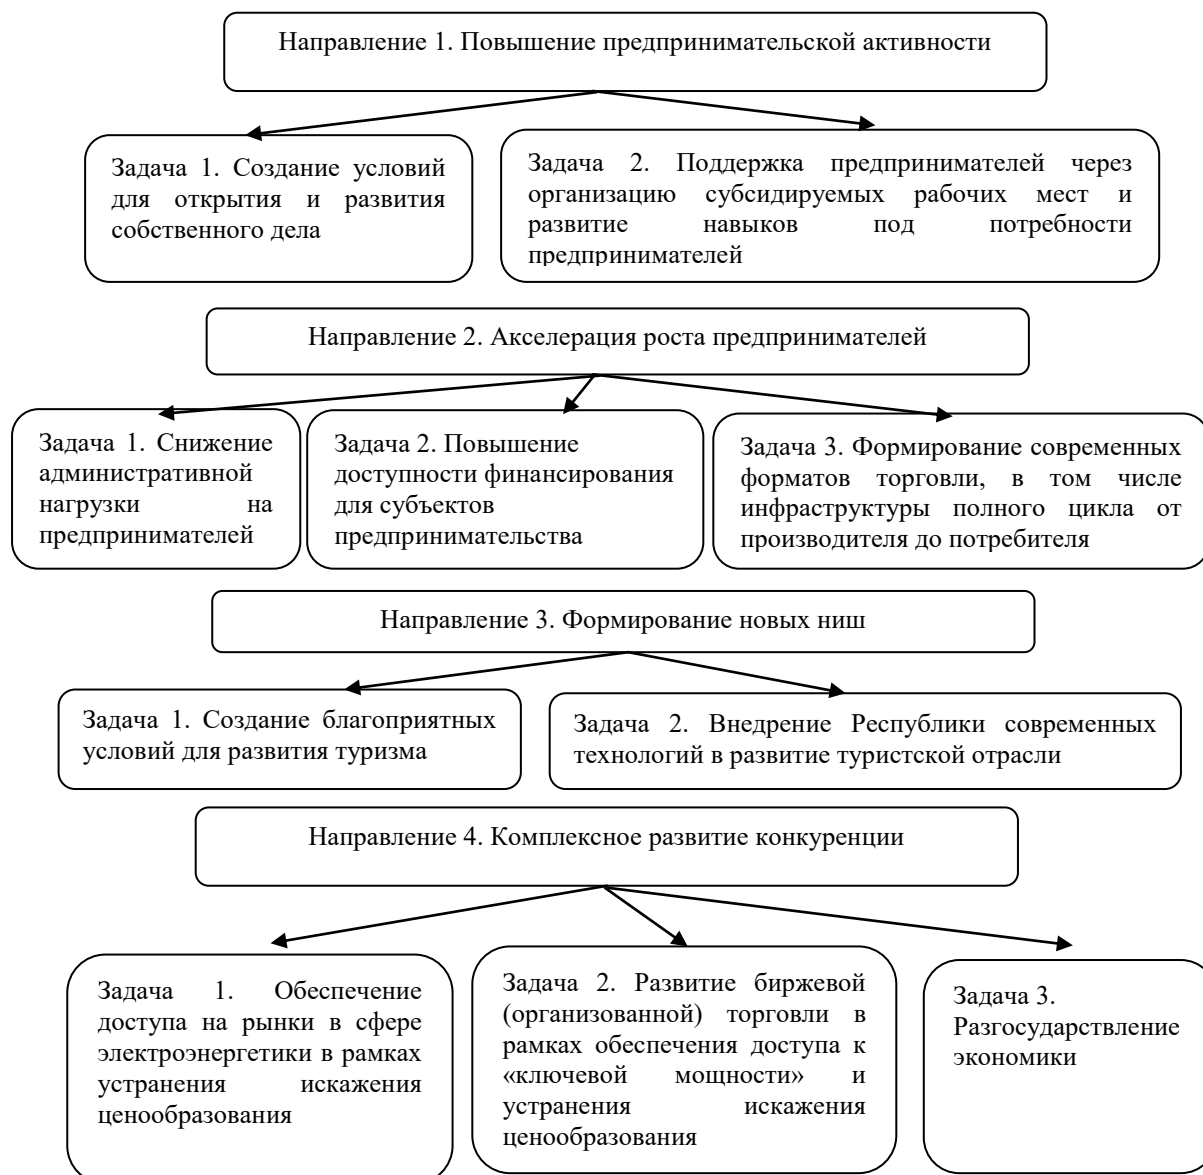 Направление 1. Повышение предпринимательской активности
Задача 1. Создание условий
для открытия и развития
собственного дела
Задача 2. Поддержка предпринимателей через
организацию субсидируемых рабочих мест и
развитие навыков под потребности
предпринимателей
Направление 2. Акселерация роста предпринимателей
Задача 1. Снижение
административной
нагрузки на
предпринимателей
Задача 2. Повышение
доступности финансирования
для субъектов
предпринимательства
Задача 3. Формирование современных
форматов торговли, в том числе
инфраструктуры полного цикла от
производителя до потребителя
Направление 3. Формирование новых ниш
Задача 1. Создание благоприятных
условий для развития туризма
Задача 2. Внедрение Республики современных
технологий в развитие туристской отрасли
Направление 4. Комплексное развитие конкуренции
Задача 1. Обеспечение
доступа на рынки в сфере
электроэнергетики в рамках
устранения искажения
ценообразования
Задача 2. Развитие биржевой
(организованной) торговли в
рамках обеспечения доступа к
«ключевой мощности» и
устранения искажения
ценообразования
Задача 3.
Разгосударствление
экономики